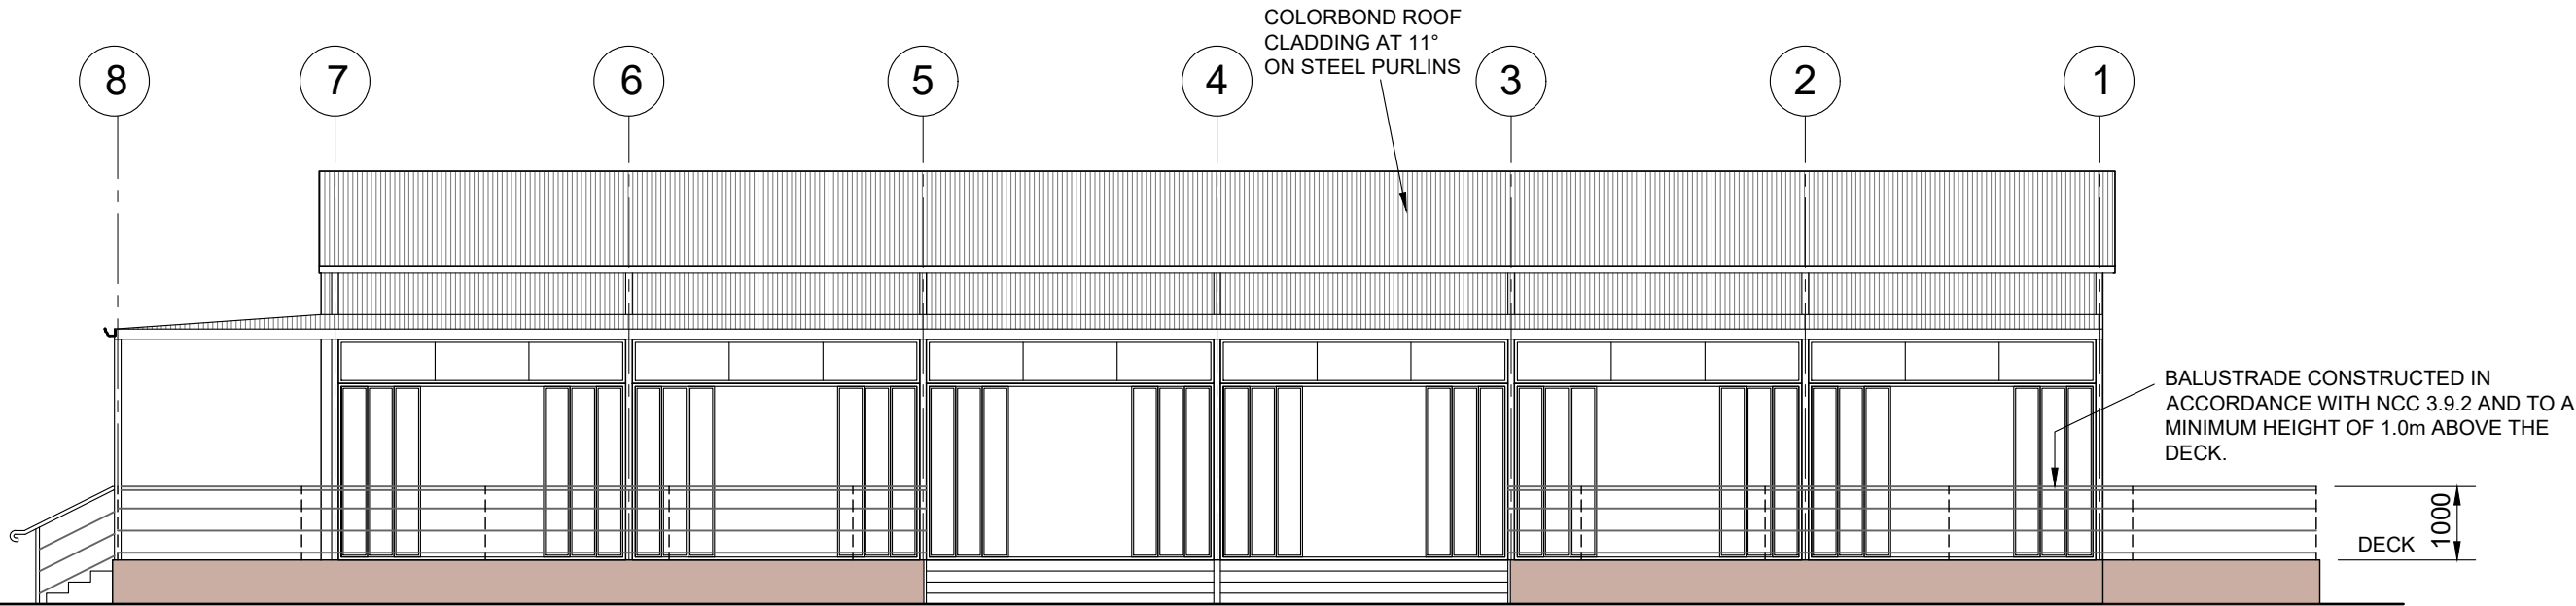 COLORBOND ROOF
CLADDING AT 11°
ON STEEL PURLINS
8
7
6
5
4
3
2
1
BALUSTRADE CONSTRUCTED IN
ACCORDANCE WITH NCC 3.9.2 AND TO A
MINIMUM HEIGHT OF 1.0m ABOVE THE
DECK.
DECK
1000